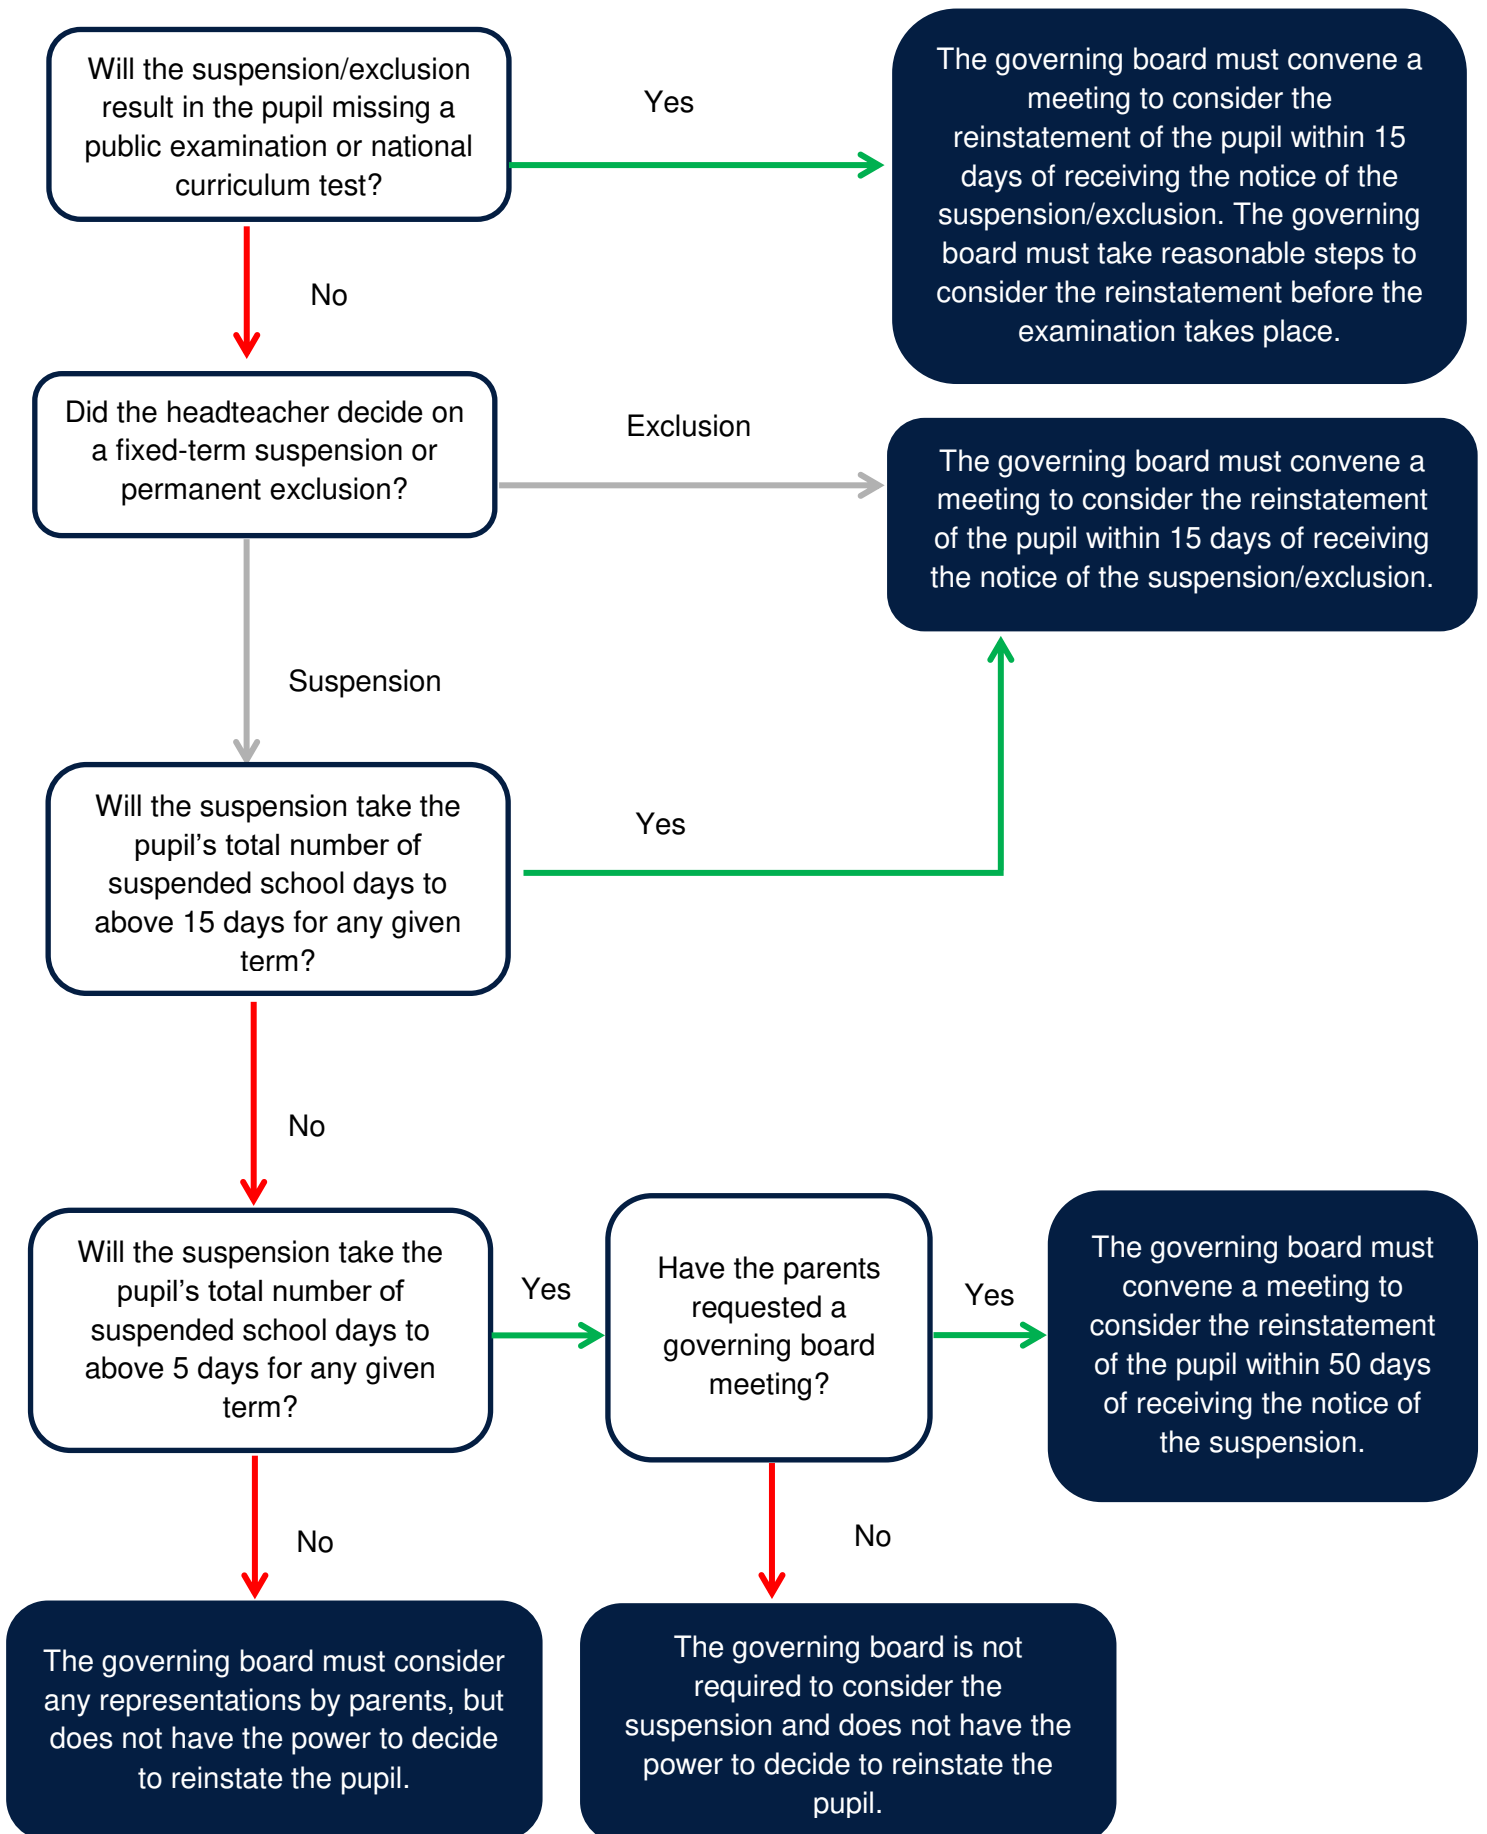 Will the suspension/exclusion
result in the pupil missing a
public examination or national
curriculum test?
Yes
The governing board must convene a
meeting to consider the
reinstatement of the pupil within 15
days of receiving the notice of the
suspension/exclusion. The governing
board must take reasonable steps to
consider the reinstatement before the
examination takes place.
No
Did the headteacher decide on
a fixed-term suspension or
permanent exclusion?
Exclusion
The governing board must convene a
meeting to consider the reinstatement
of the pupil within 15 days of receiving
the notice of the suspension/exclusion.
Suspension
Will the suspension take the
pupil’s total number of
suspended school days to
above 15 days for any given
term?
Yes
No
Will the suspension take the
pupil’s total number of
suspended school days to
above 5 days for any given
term?
Yes
Have the parents
requested a
governing board
meeting?
Yes
The governing board must
convene a meeting to
consider the reinstatement
of the pupil within 50 days
of receiving the notice of
the suspension.
No
No
The governing board must consider
any representations by parents, but
does not have the power to decide
to reinstate the pupil.
The governing board is not
required to consider the
suspension and does not have the
power to decide to reinstate the
pupil.